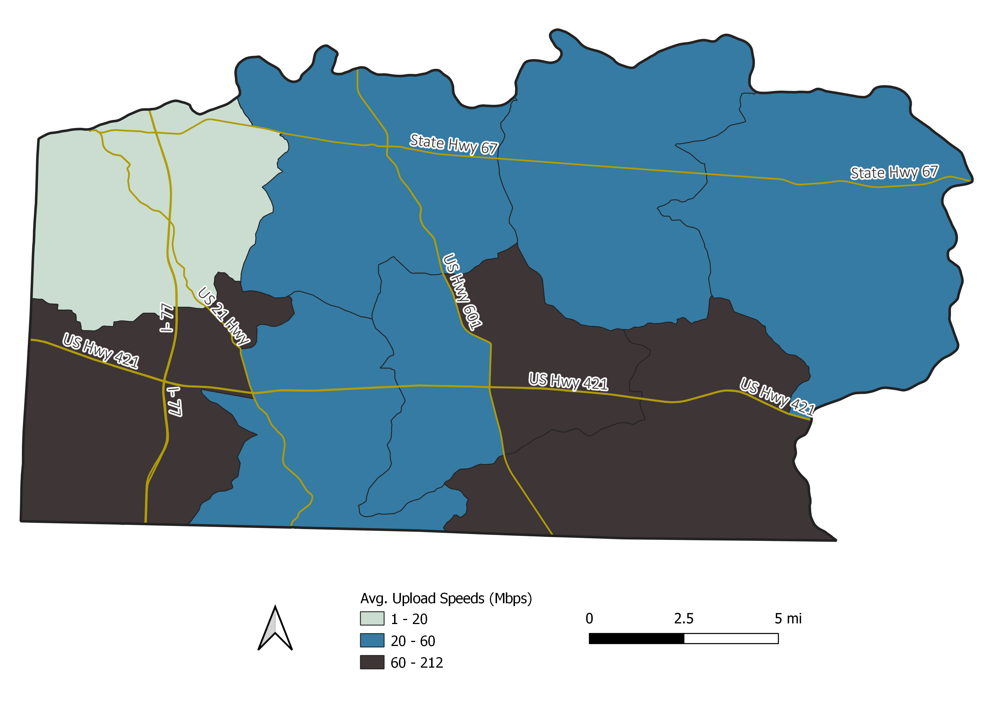 State Hwy 67
State Hwy 67
US Hwy 601
US 21 Hwy
I-77
US Hwy 421
US Hwy 421
US Hwy 421
I-77
Avg. Upload Speeds (Mbps)
1 - 20
20 - 60
60 - 212
0 2.5 5 mi